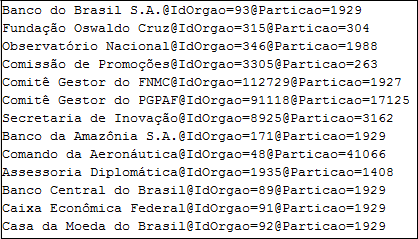 Banco do Brasil S.A.@IdOrgao=93@Particao=1929
Fundação Oswaldo Cruz@IdOrgao=315@Particao=304
Observatório Nacional@IdOrgao=346@Particao=1988
Comissão de Promoções@IdOrgao=3305@Particao=263
Comitê Gestor do FNMC@IdOrgao=112729@Particao=1927
Comitê Gestor do PGPAF@IdOrgao=91118@Particao=17125
Secretaria de Inovação@IdOrgao=8925@Particao=3162
Banco da Amazônia S.A.@IdOrgao=171@Particao=1929
Comando da Aeronáutica@IdOrgao=48@Particao=41066
Assessoria Diplomática@IdOrgao=1935@Particao=1408
Banco Central do Brasil@IdOrgao=89@Particao=1929
Caixa Econômica Federal@IdOrgao=91@Particao=1929
Casa da Moeda do Brasil@IdOrgao=92@Particao=1929